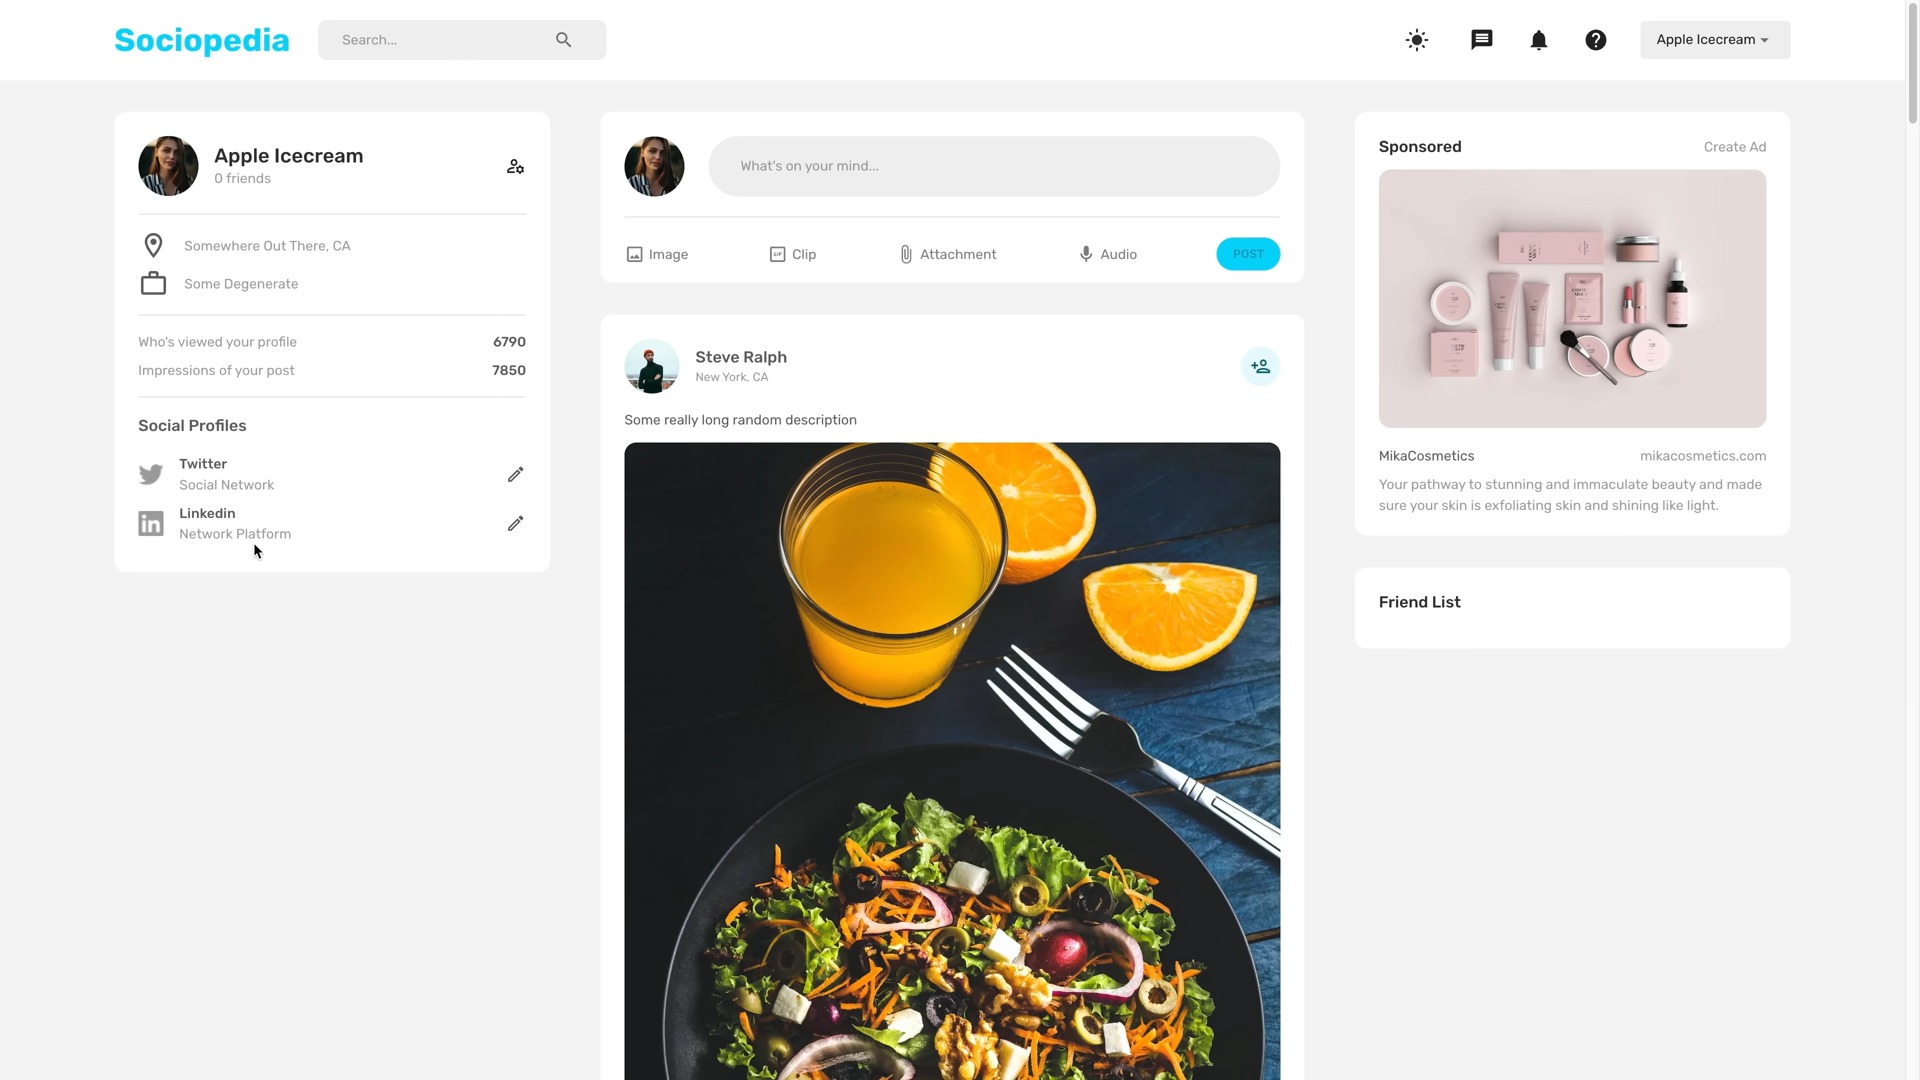 Sociopedia
Search...
Apple Icecream
Apple Icecream
0 friends
Somewhere Out There, CA
Some Degenerate
Who's viewed your profile 6790
Impressions of your post 7850
Social Profiles
Twitter
Social Network
Linkedin
Network Platform
What's on your mind...
Image
Clip
Attachment
Audio
POST
Steve Ralph
New York, CA
Some really long random description
Sponsored
Create Ad
MikaCosmetics
mikacosmetics.com
Your pathway to stunning and immaculate beauty and made
sure your skin is exfoliating skin and shining like light.
Friend List